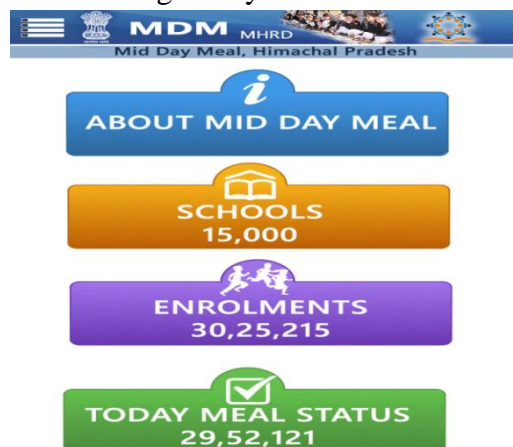 MDM MHRD
Mid Day Meal, Himachal Pradesh
i
ABOUT MID DAY MEAL
SCHOOLS
15,000
ENROLMENTS
30,25,215
TODAY MEAL STATUS
29,52,121